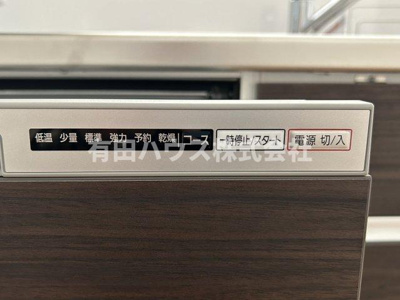 低温 少量 標準 強力 予約 乾燥 | コース 一時停止/スタート 電源 切/入
有田ハウス株式会社